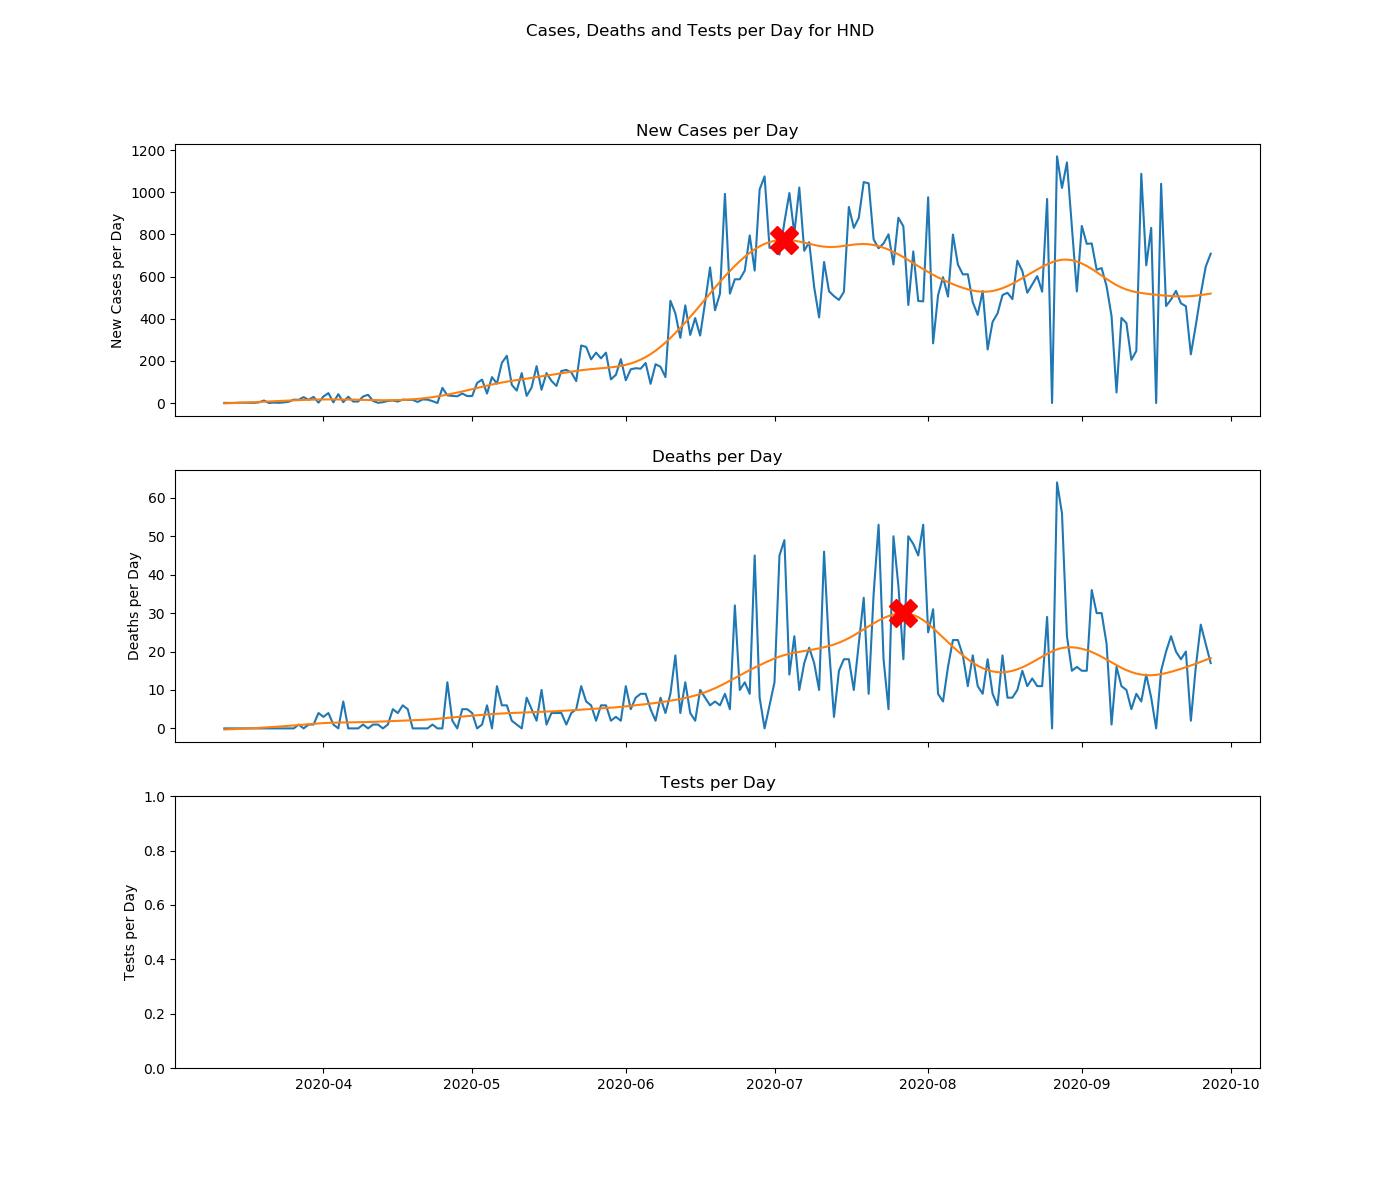 Cases, Deaths and Tests per Day for HND
New Cases per Day
New Cases per Day
1200
1000
800
600
400
200
0
Deaths per Day
Deaths per Day
60
50
40
30
20
10
0
Tests per Day
Tests per Day
1.0
0.8
0.6
0.4
0.2
0.0
2020-04 2020-05 2020-06 2020-07 2020-08 2020-09 2020-10